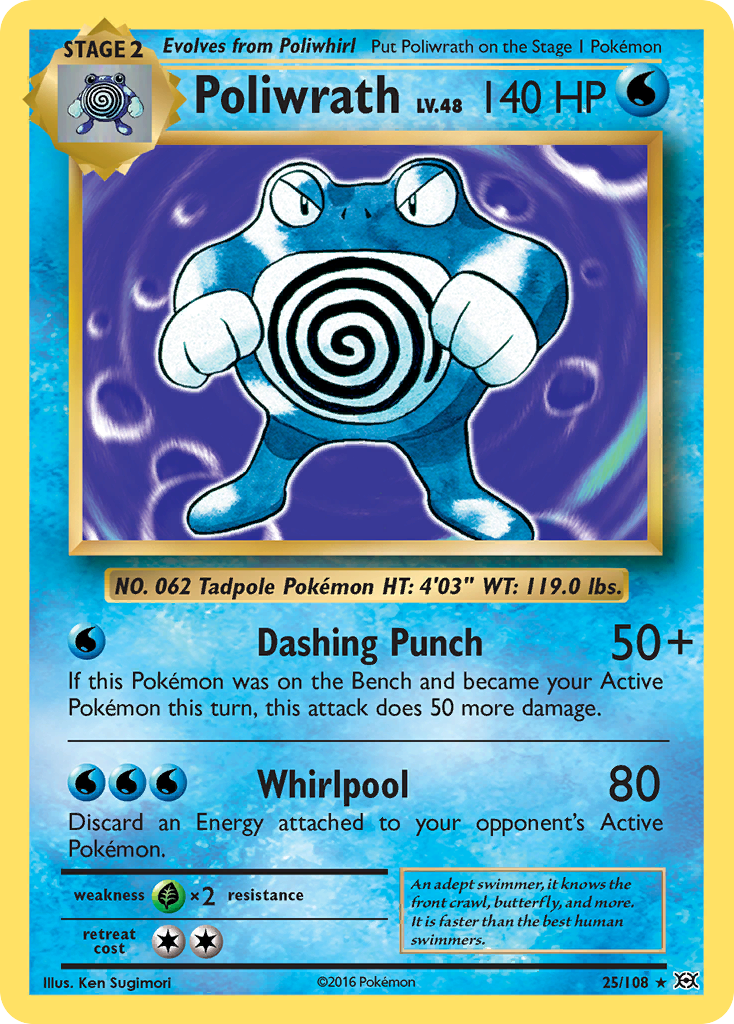 STAGE 2
Evolves from Poliwhirl Put Poliwrath on the Stage 1 Pokémon
Poliwrath LV.48 140 HP
NO. 062 Tadpole Pokémon HT: 4'03" WT: 119.0 lbs.
Dashing Punch 50+
If this Pokémon was on the Bench and became your Active
Pokémon this turn, this attack does 50 more damage.
Whirlpool 80
Discard an Energy attached to your opponent's Active
Pokémon.
weakness ×2 resistance
retreat
cost
An adept swimmer, it knows the
front crawl, butterfly, and more.
It is faster than the best human
swimmers.
Illus. Ken Sugimori ©2016 Pokémon 25/108 ★